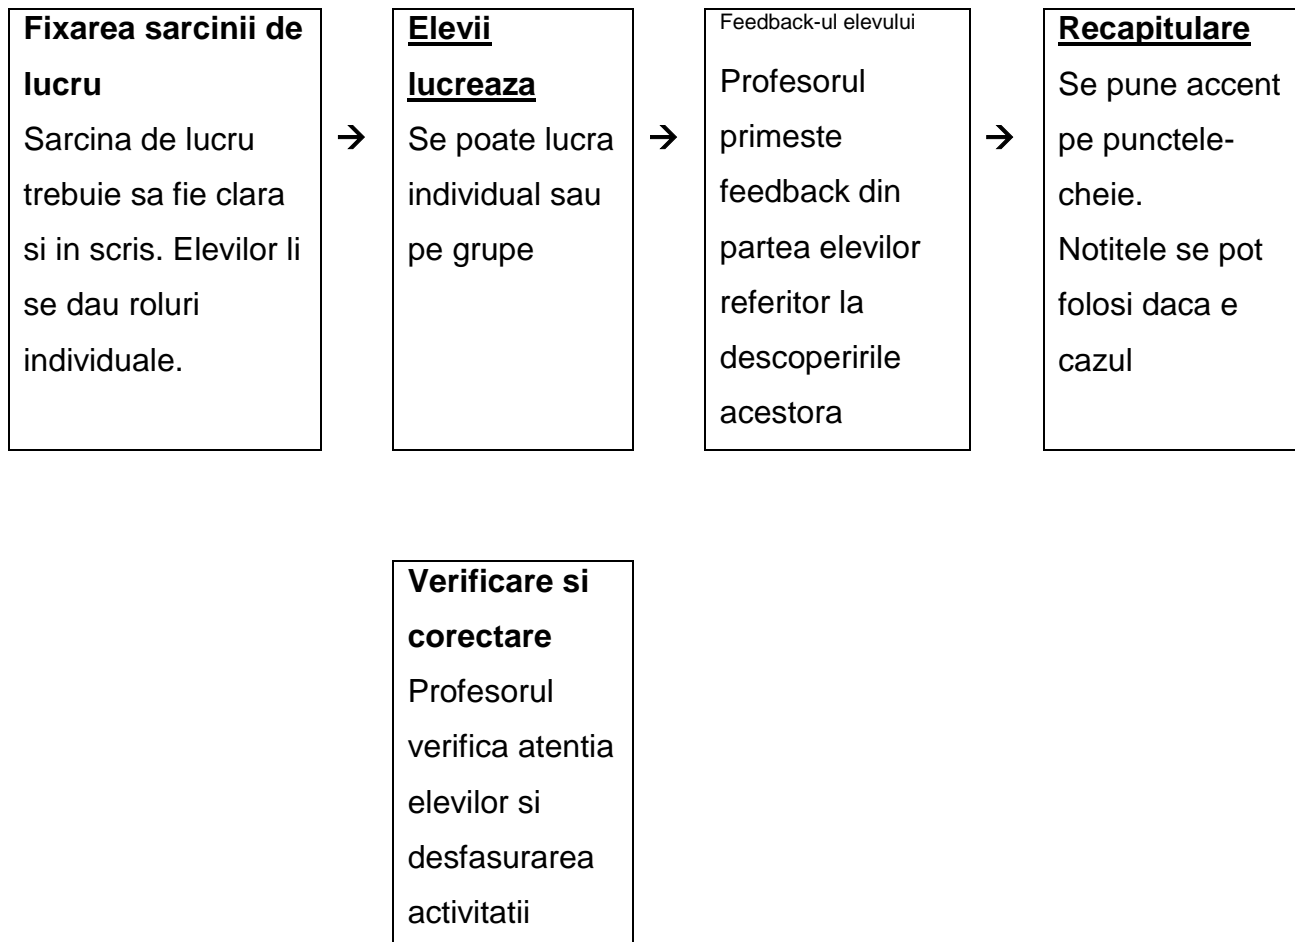 Fixarea sarcinii de
lucru
Sarcina de lucru
trebuie sa fie clara
si in scris. Elevilor li
se dau roluri
individuale.
→
Elevii
lucreaza
Se poate lucra
individual sau
pe grupe
→
Feedback-ul elevului
Profesorul
primeste
feedback din
partea elevilor
referitor la
descoperirile
acestora
→
Recapitulare
Se pune accent
pe punctele-
cheie.
Notitele se pot
folosi daca e
cazul
Verificare si
corectare
Profesorul
verifica atentia
elevilor si
desfasurarea
activitatii